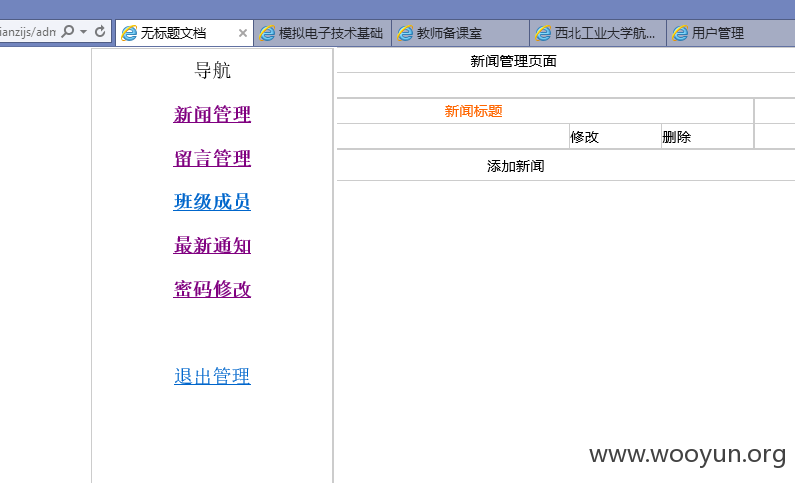 ianzijs/adm
无标题文档
模拟电子技术基础
教师备课室
西北工业大学航...
用户管理
导航
新闻管理
留言管理
班级成员
最新通知
密码修改
退出管理
新闻管理页面
新闻标题
修改 删除
添加新闻
www.wooyun.org